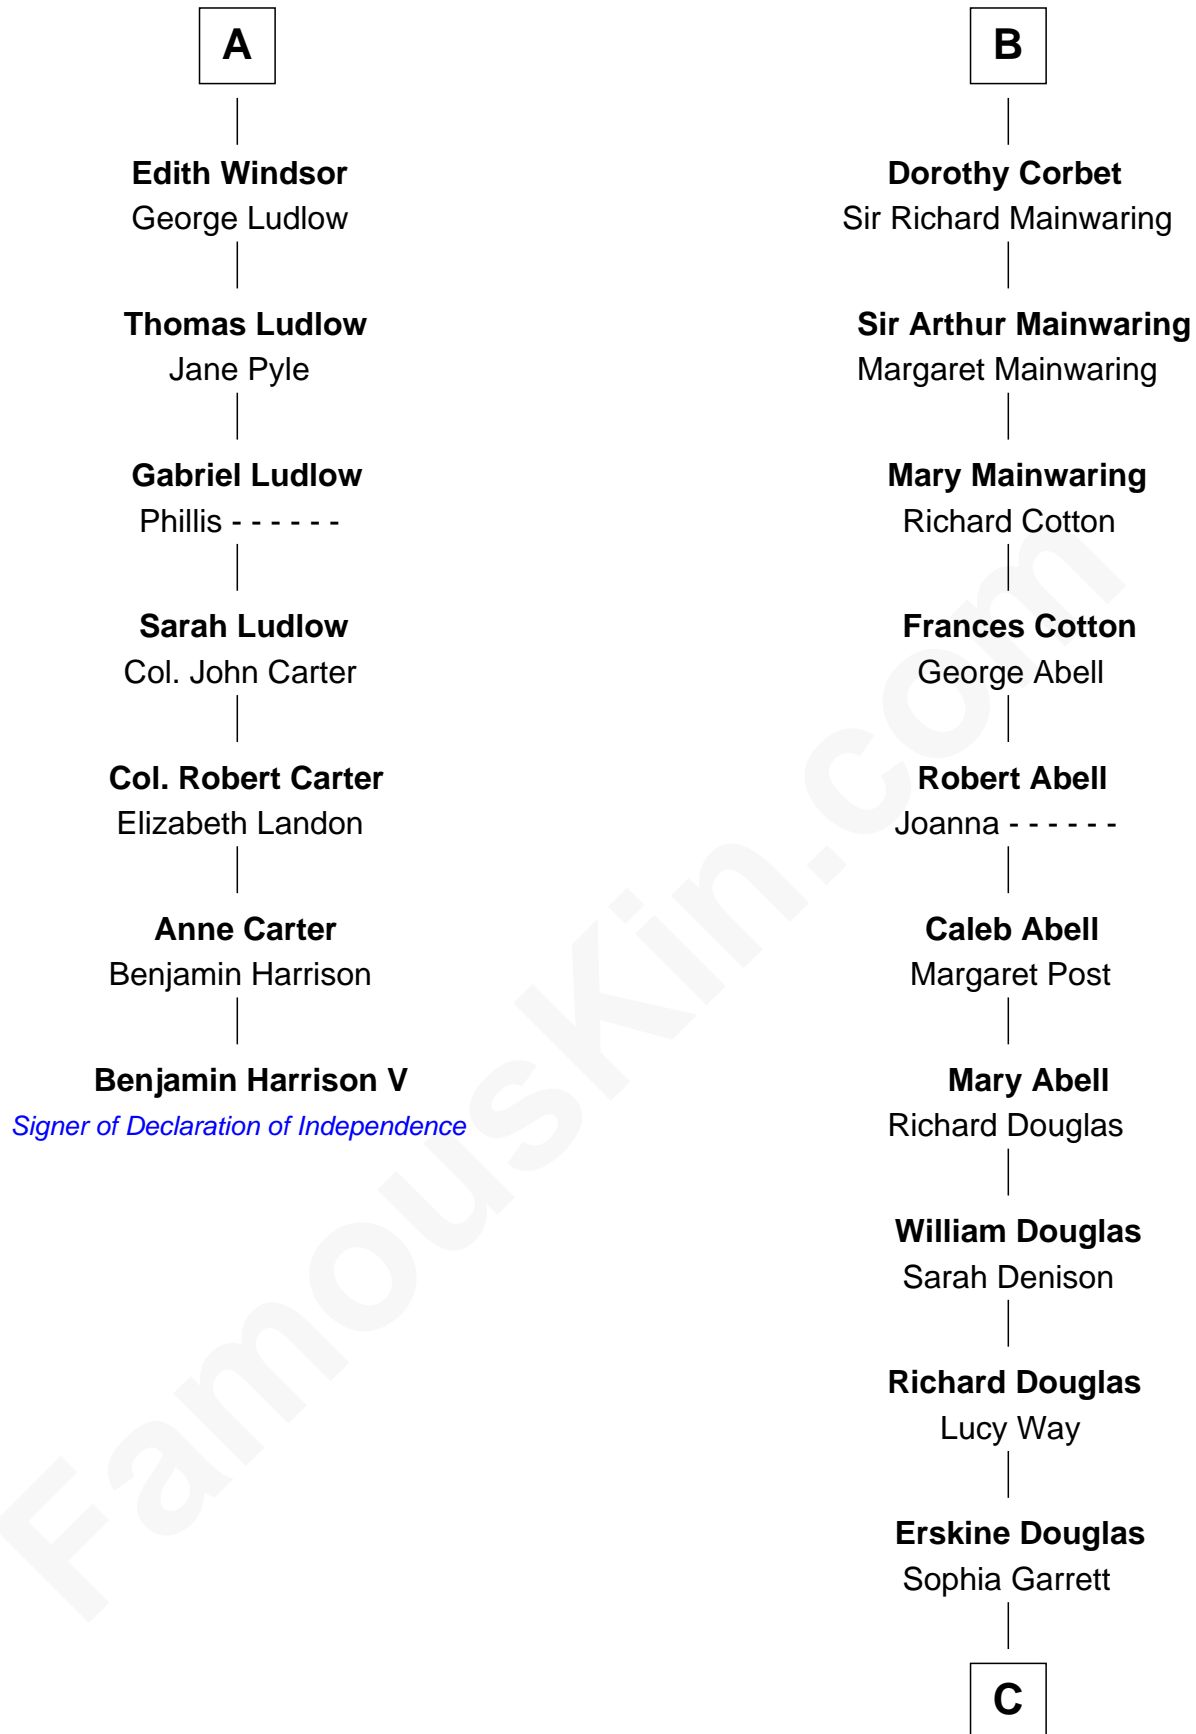 A
Edith Windsor
George Ludlow
Thomas Ludlow
Jane Pyle
Gabriel Ludlow
Phillis - - - - - -
Sarah Ludlow
Col. John Carter
Col. Robert Carter
Elizabeth Landon
Anne Carter
Benjamin Harrison
Benjamin Harrison V
Signer of Declaration of Independence
B
Dorothy Corbet
Sir Richard Mainwaring
Sir Arthur Mainwaring
Margaret Mainwaring
Mary Mainwaring
Richard Cotton
Frances Cotton
George Abell
Robert Abell
Joanna - - - - - -
Caleb Abell
Margaret Post
Mary Abell
Richard Douglas
William Douglas
Sarah Denison
Richard Douglas
Lucy Way
Erskine Douglas
Sophia Garrett
C
FamousKin.com